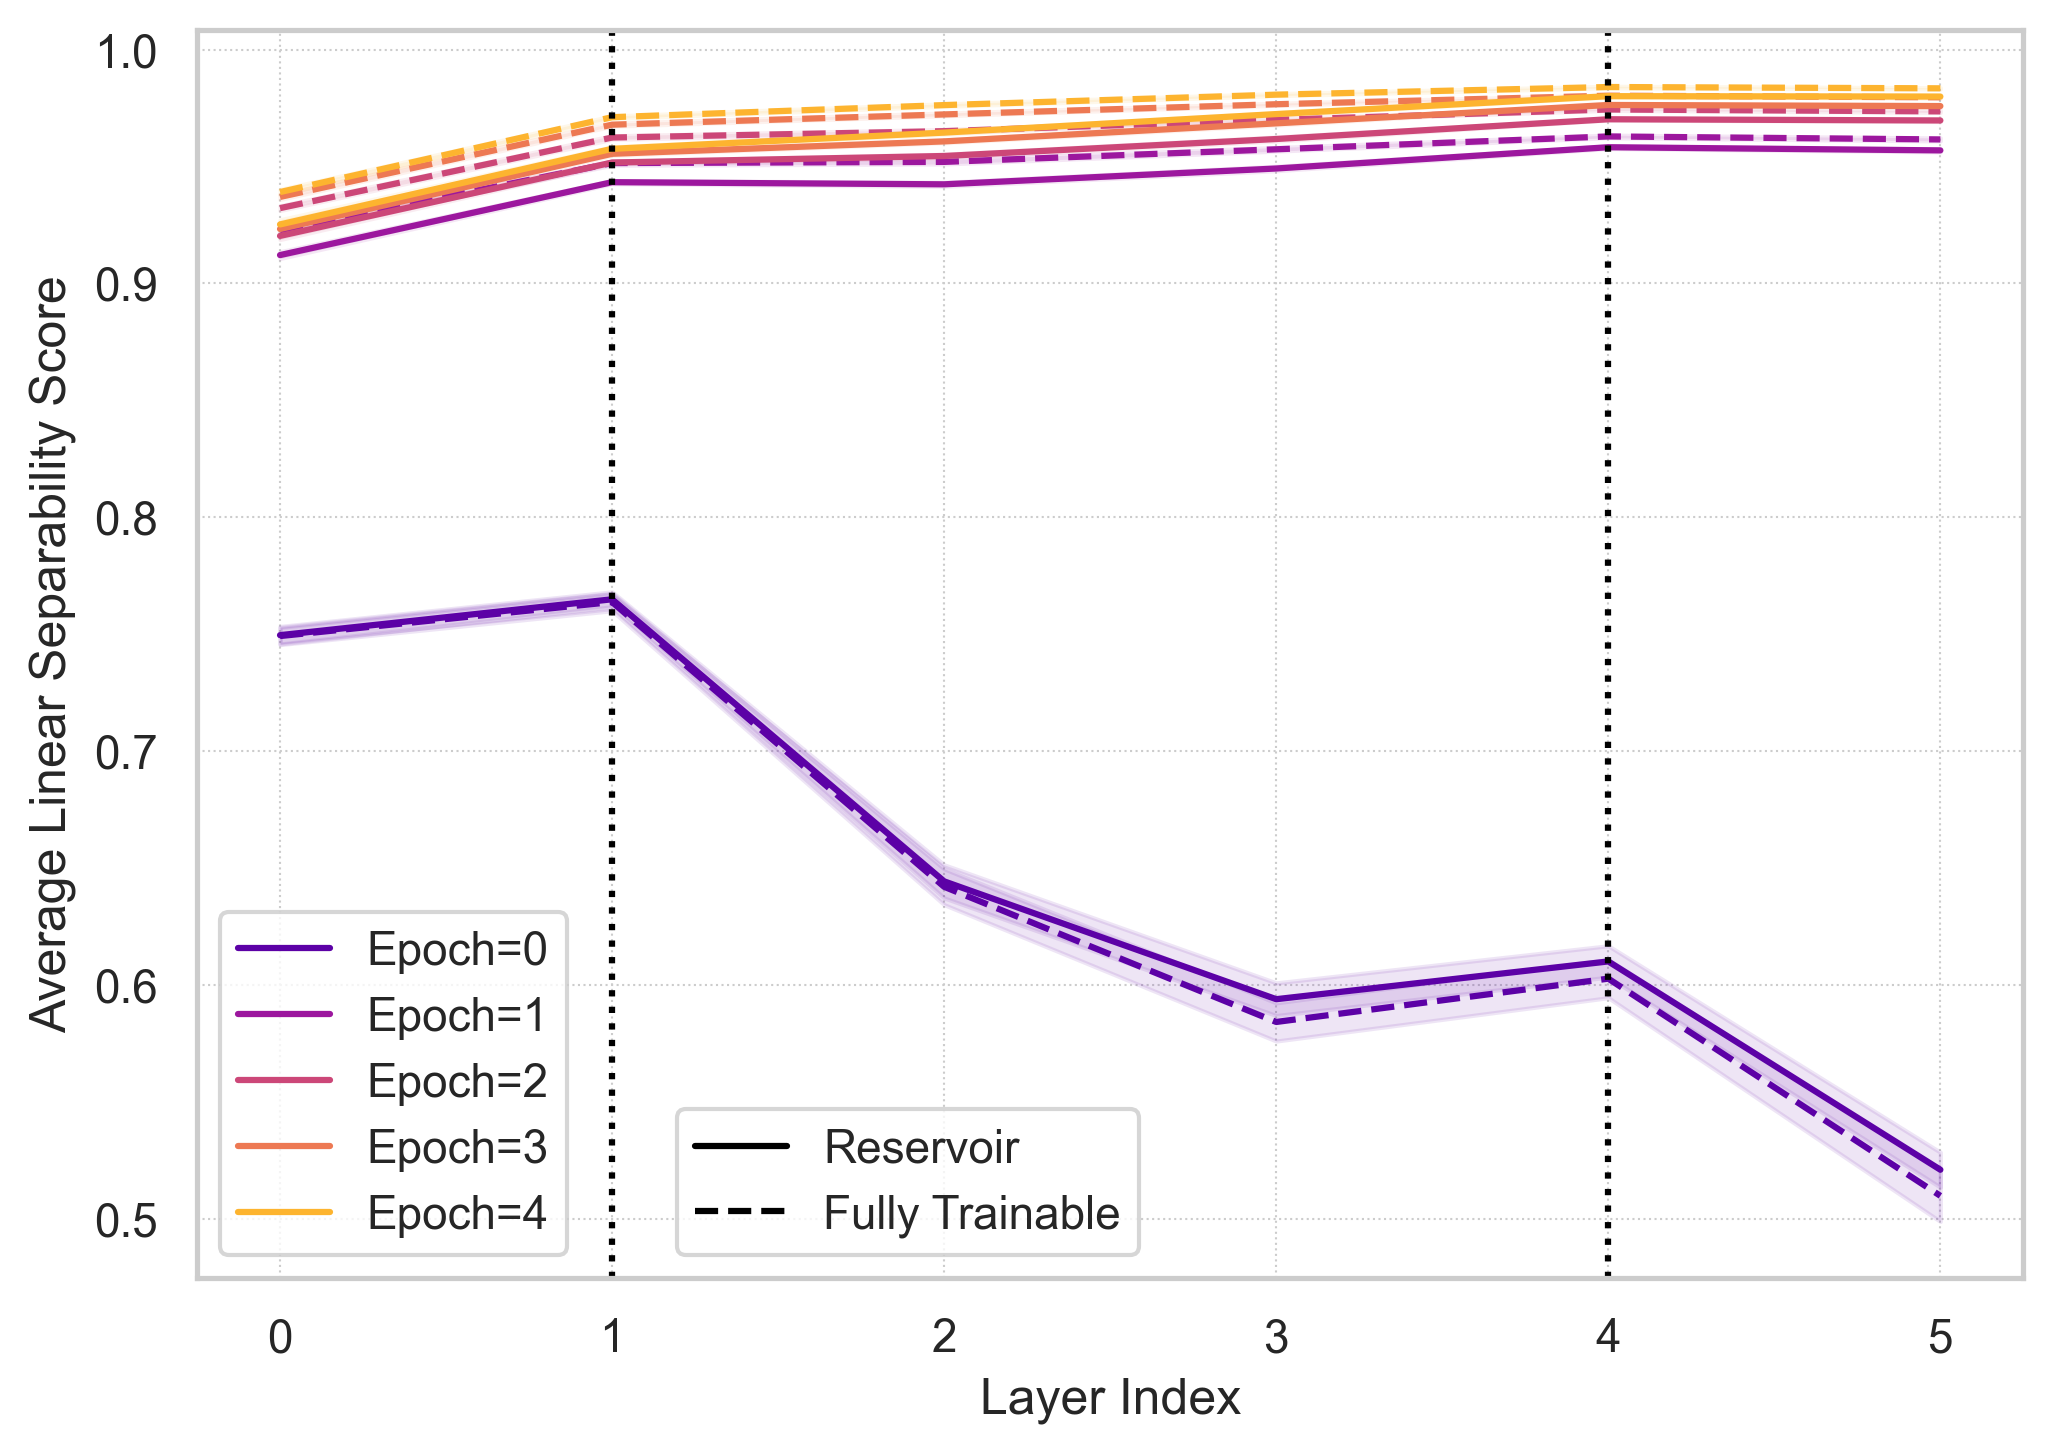 1.0
0.9
0.8
0.7
0.6
0.5
Average Linear Separability Score
Epoch=0
Epoch=1
Epoch=2
Epoch=3
Epoch=4
Reservoir
Fully Trainable
0 1 2 3 4 5
Layer Index